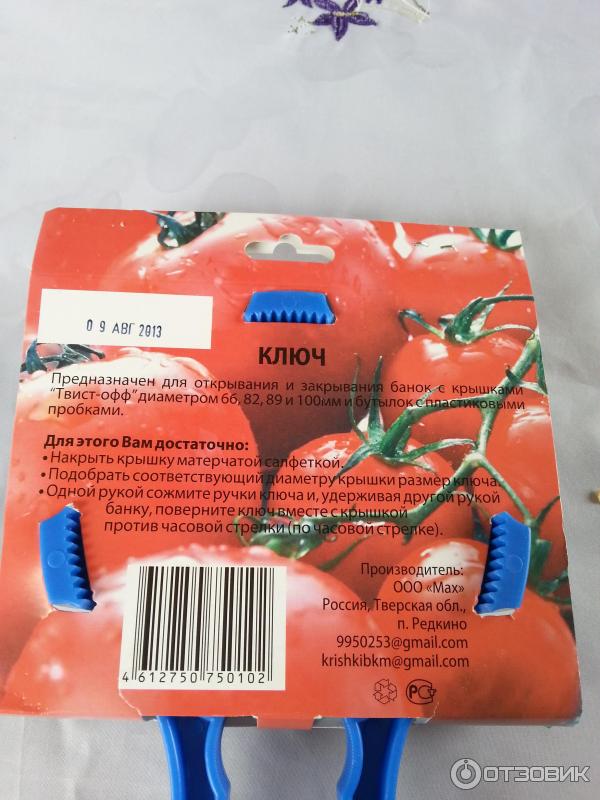 0 9 АВГ 2013
КЛЮЧ
Предназначен для открывания и закрывания банок с крышками
"Твист-офф" диаметром 66, 82, 89 и 100мм и бутылок с пластиковыми
пробками.
Для этого Вам достаточно:
• Накрыть крышку матерчатой салфеткой.
• Подобрать соответствующий диаметру крышки размер ключа.
• Одной рукой сожмите ручки ключа и, удерживая другой рукой
банку, поверните ключ вместе с крышкой
против часовой стрелки (по часовой стрелке).
Производитель:
ООО «Мах»
Россия, Тверская обл.,
п. Редкино
9950253@gmail.com
krishkibkm@gmail.com
4 612750 750102
РСТ
ОТЗОВИК